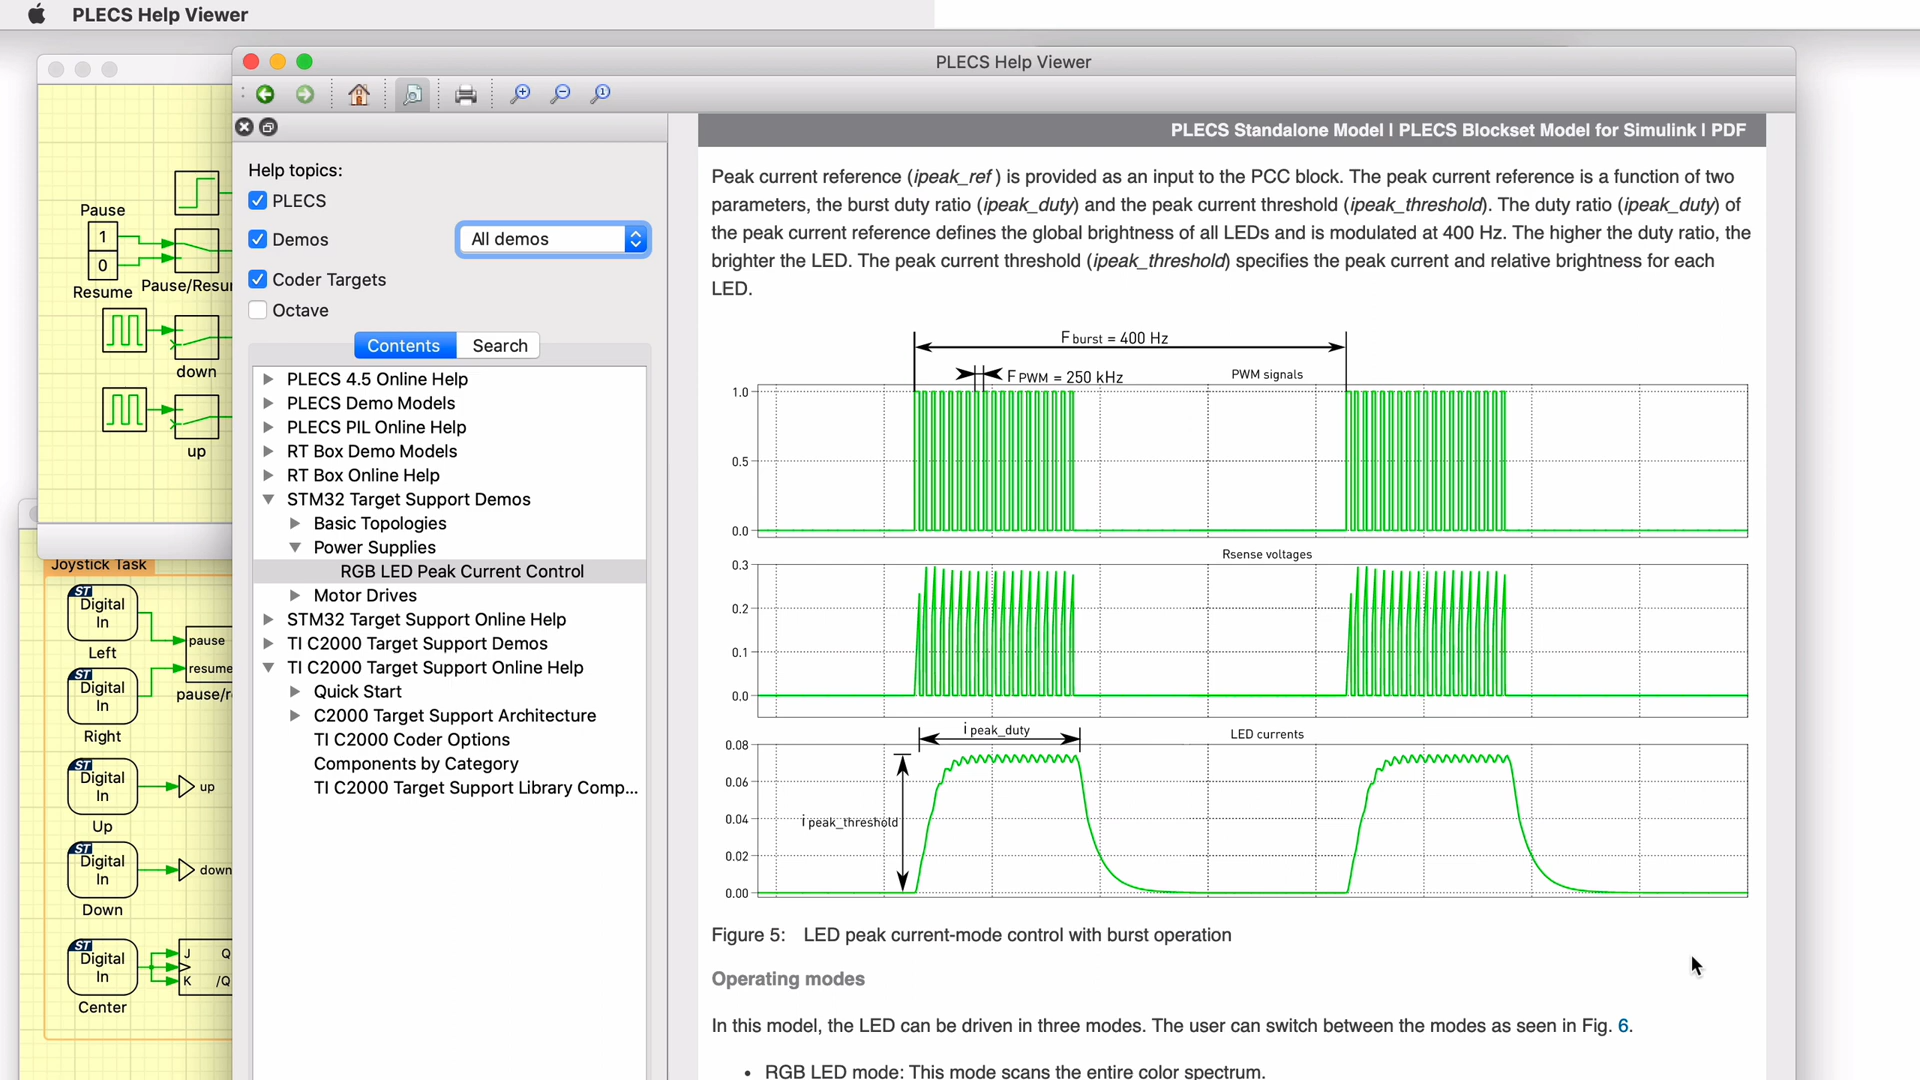 PLECS Help Viewer
PLECS Help Viewer
Pause
1
0
Resume
Pause/Resu
down
up
Joystick Task
ST
Digital
In
Left
ST
Digital
In
Right
pause
resume
pause/r
ST
Digital
In
Up
up
ST
Digital
In
Down
down
ST
Digital
In
Center
J Q
K /Q
Help topics:
PLECS
Demos
All demos
Coder Targets
Octave
Contents
Search
PLECS 4.5 Online Help
PLECS Demo Models
PLECS PIL Online Help
RT Box Demo Models
RT Box Online Help
STM32 Target Support Demos
Basic Topologies
Power Supplies
RGB LED Peak Current Control
Motor Drives
STM32 Target Support Online Help
TI C2000 Target Support Demos
TI C2000 Target Support Online Help
Quick Start
C2000 Target Support Architecture
TI C2000 Coder Options
Components by Category
TI C2000 Target Support Library Comp...
PLECS Standalone Model | PLECS Blockset Model for Simulink | PDF
Peak current reference (ipeak_ref) is provided as an input to the PCC block. The peak current reference is a function of two
parameters, the burst duty ratio (ipeak_duty) and the peak current threshold (ipeak_threshold). The duty ratio (ipeak_duty) of
the peak current reference defines the global brightness of all LEDs and is modulated at 400 Hz. The higher the duty ratio, the
brighter the LED. The peak current threshold (ipeak_threshold) specifies the peak current and relative brightness for each
LED.
F burst = 400 Hz
F PWM = 250 kHz
PWM signals
1.0
0.5
0.0
Rsense voltages
0.3
0.2
0.1
0.0
i peak_duty
LED currents
0.08
0.06
0.04
i peak_threshold
0.02
0.00
Figure 5: LED peak current-mode control with burst operation
Operating modes
In this model, the LED can be driven in three modes. The user can switch between the modes as seen in Fig. 6.
• RGB LED mode: This mode scans the entire color spectrum.